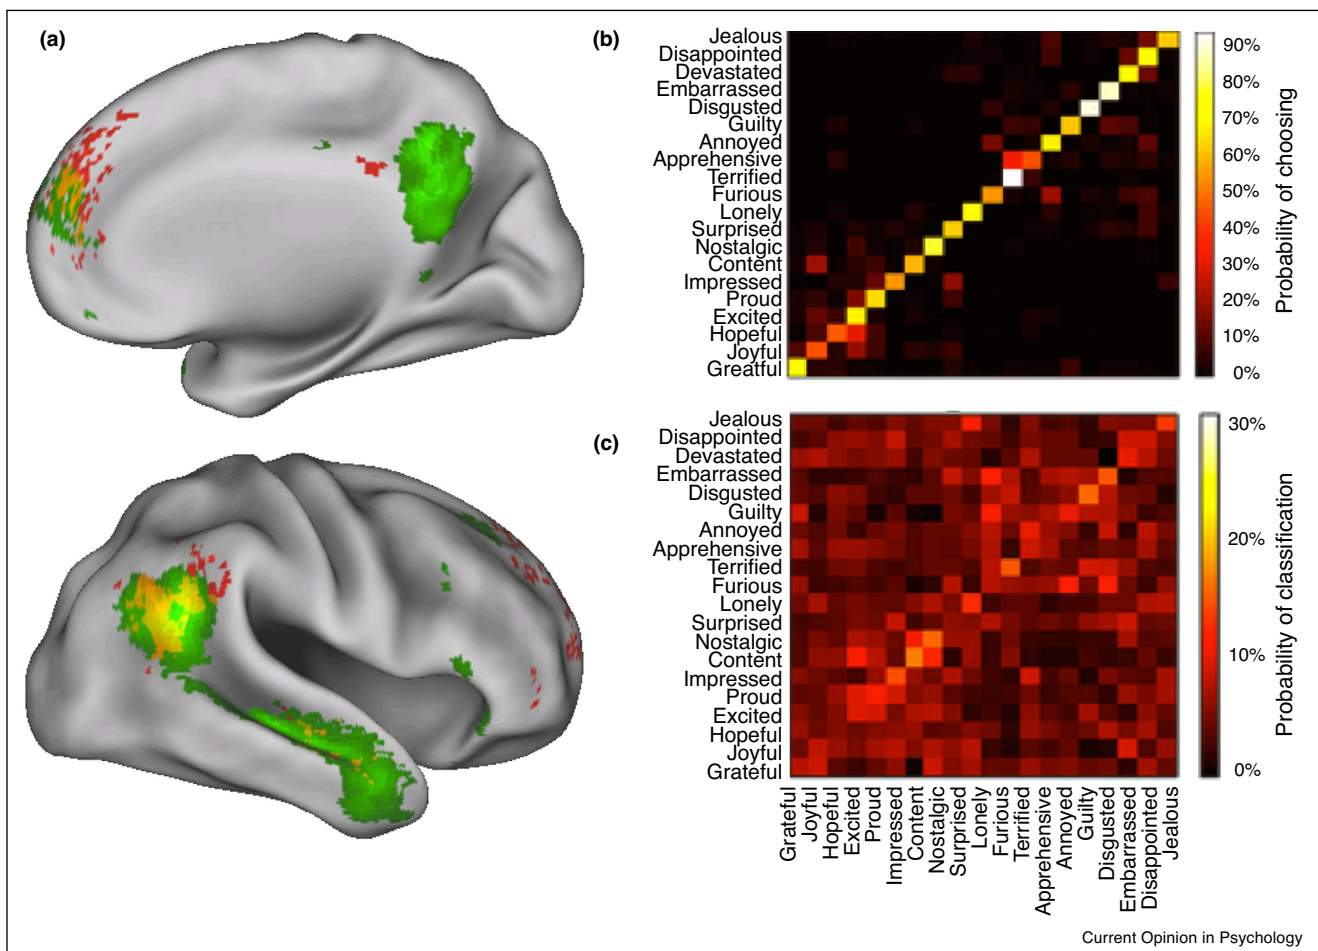 (a)
(b)
Jealous
Disappointed
Devastated
Embarrassed
Disgusted
Guilty
Annoyed
Apprehensive
Terrified
Furious
Lonely
Surprised
Nostalgic
Content
Impressed
Proud
Excited
Hopeful
Joyful
Greatful
90%
80%
70%
60%
50%
40%
30%
20%
10%
0%
Probability of choosing
(c)
Jealous
Disappointed
Devastated
Embarrassed
Disgusted
Guilty
Annoyed
Apprehensive
Terrified
Furious
Lonely
Surprised
Nostalgic
Content
Impressed
Proud
Excited
Hopeful
Joyful
Grateful
30%
20%
10%
0%
Probability of classification
Grateful
Joyful
Hopeful
Excited
Proud
Impressed
Content
Nostalgic
Surprised
Lonely
Furious
Terrified
Apprehensive
Annoyed
Guilty
Disgusted
Embarrassed
Disappointed
Jealous
Current Opinion in Psychology